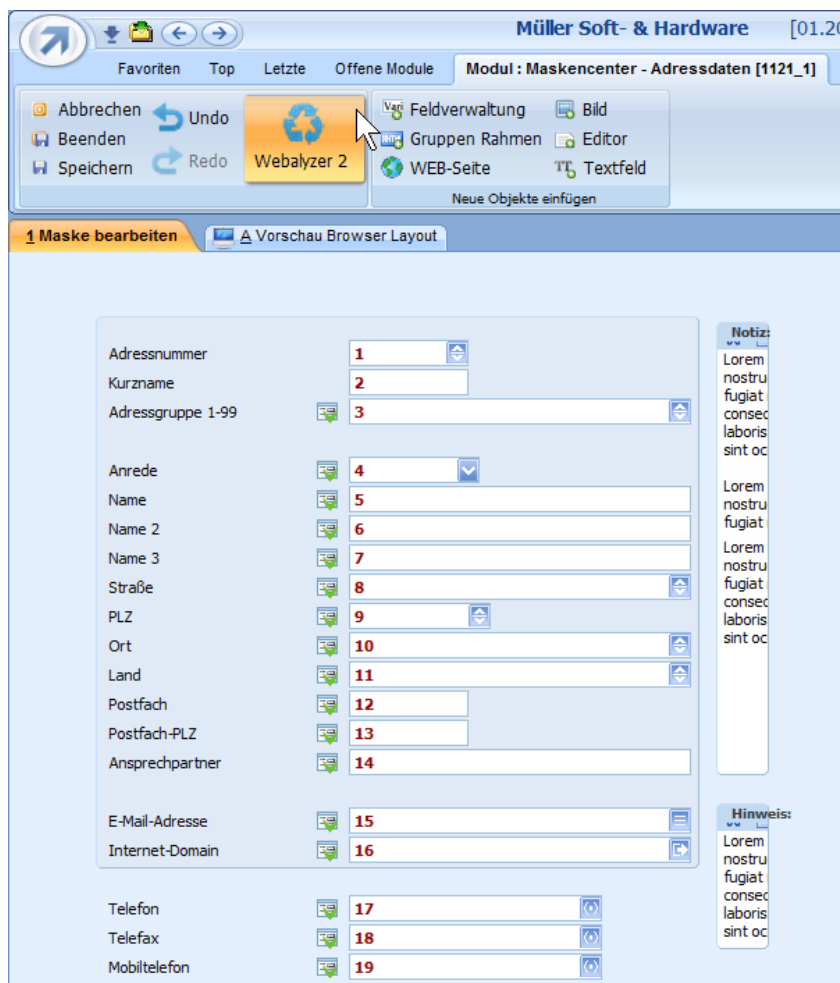 Müller Soft- & Hardware [01.20
Favoriten Top Letzte Offene Module Modul : Maskencenter - Adressdaten [1121_1]
Abbrechen Undo Webalyzer 2 Feldverwaltung Bild
Beenden Gruppen Rahmen Editor
Speichern Redo WEB-Seite Textfeld
Neue Objekte einfügen
1 Maske bearbeiten A Vorschau Browser Layout
Notiz:
Adressnummer 1
Kurzname 2
Adressgruppe 1-99 3
Anrede 4
Name 5
Name 2 6
Name 3 7
Straße 8
PLZ 9
Ort 10
Land 11
Postfach 12
Postfach-PLZ 13
Ansprechpartner 14
E-Mail-Adresse 15
Internet-Domain 16
Telefon 17
Telefax 18
Mobiltelefon 19
Lorem
nostru
fugiat
consec
laboris
sint oc
Lorem
nostru
fugiat
Lorem
nostru
fugiat
consec
laboris
sint oc
Hinweis:
Lorem
nostru
fugiat
consec
laboris
sint oc